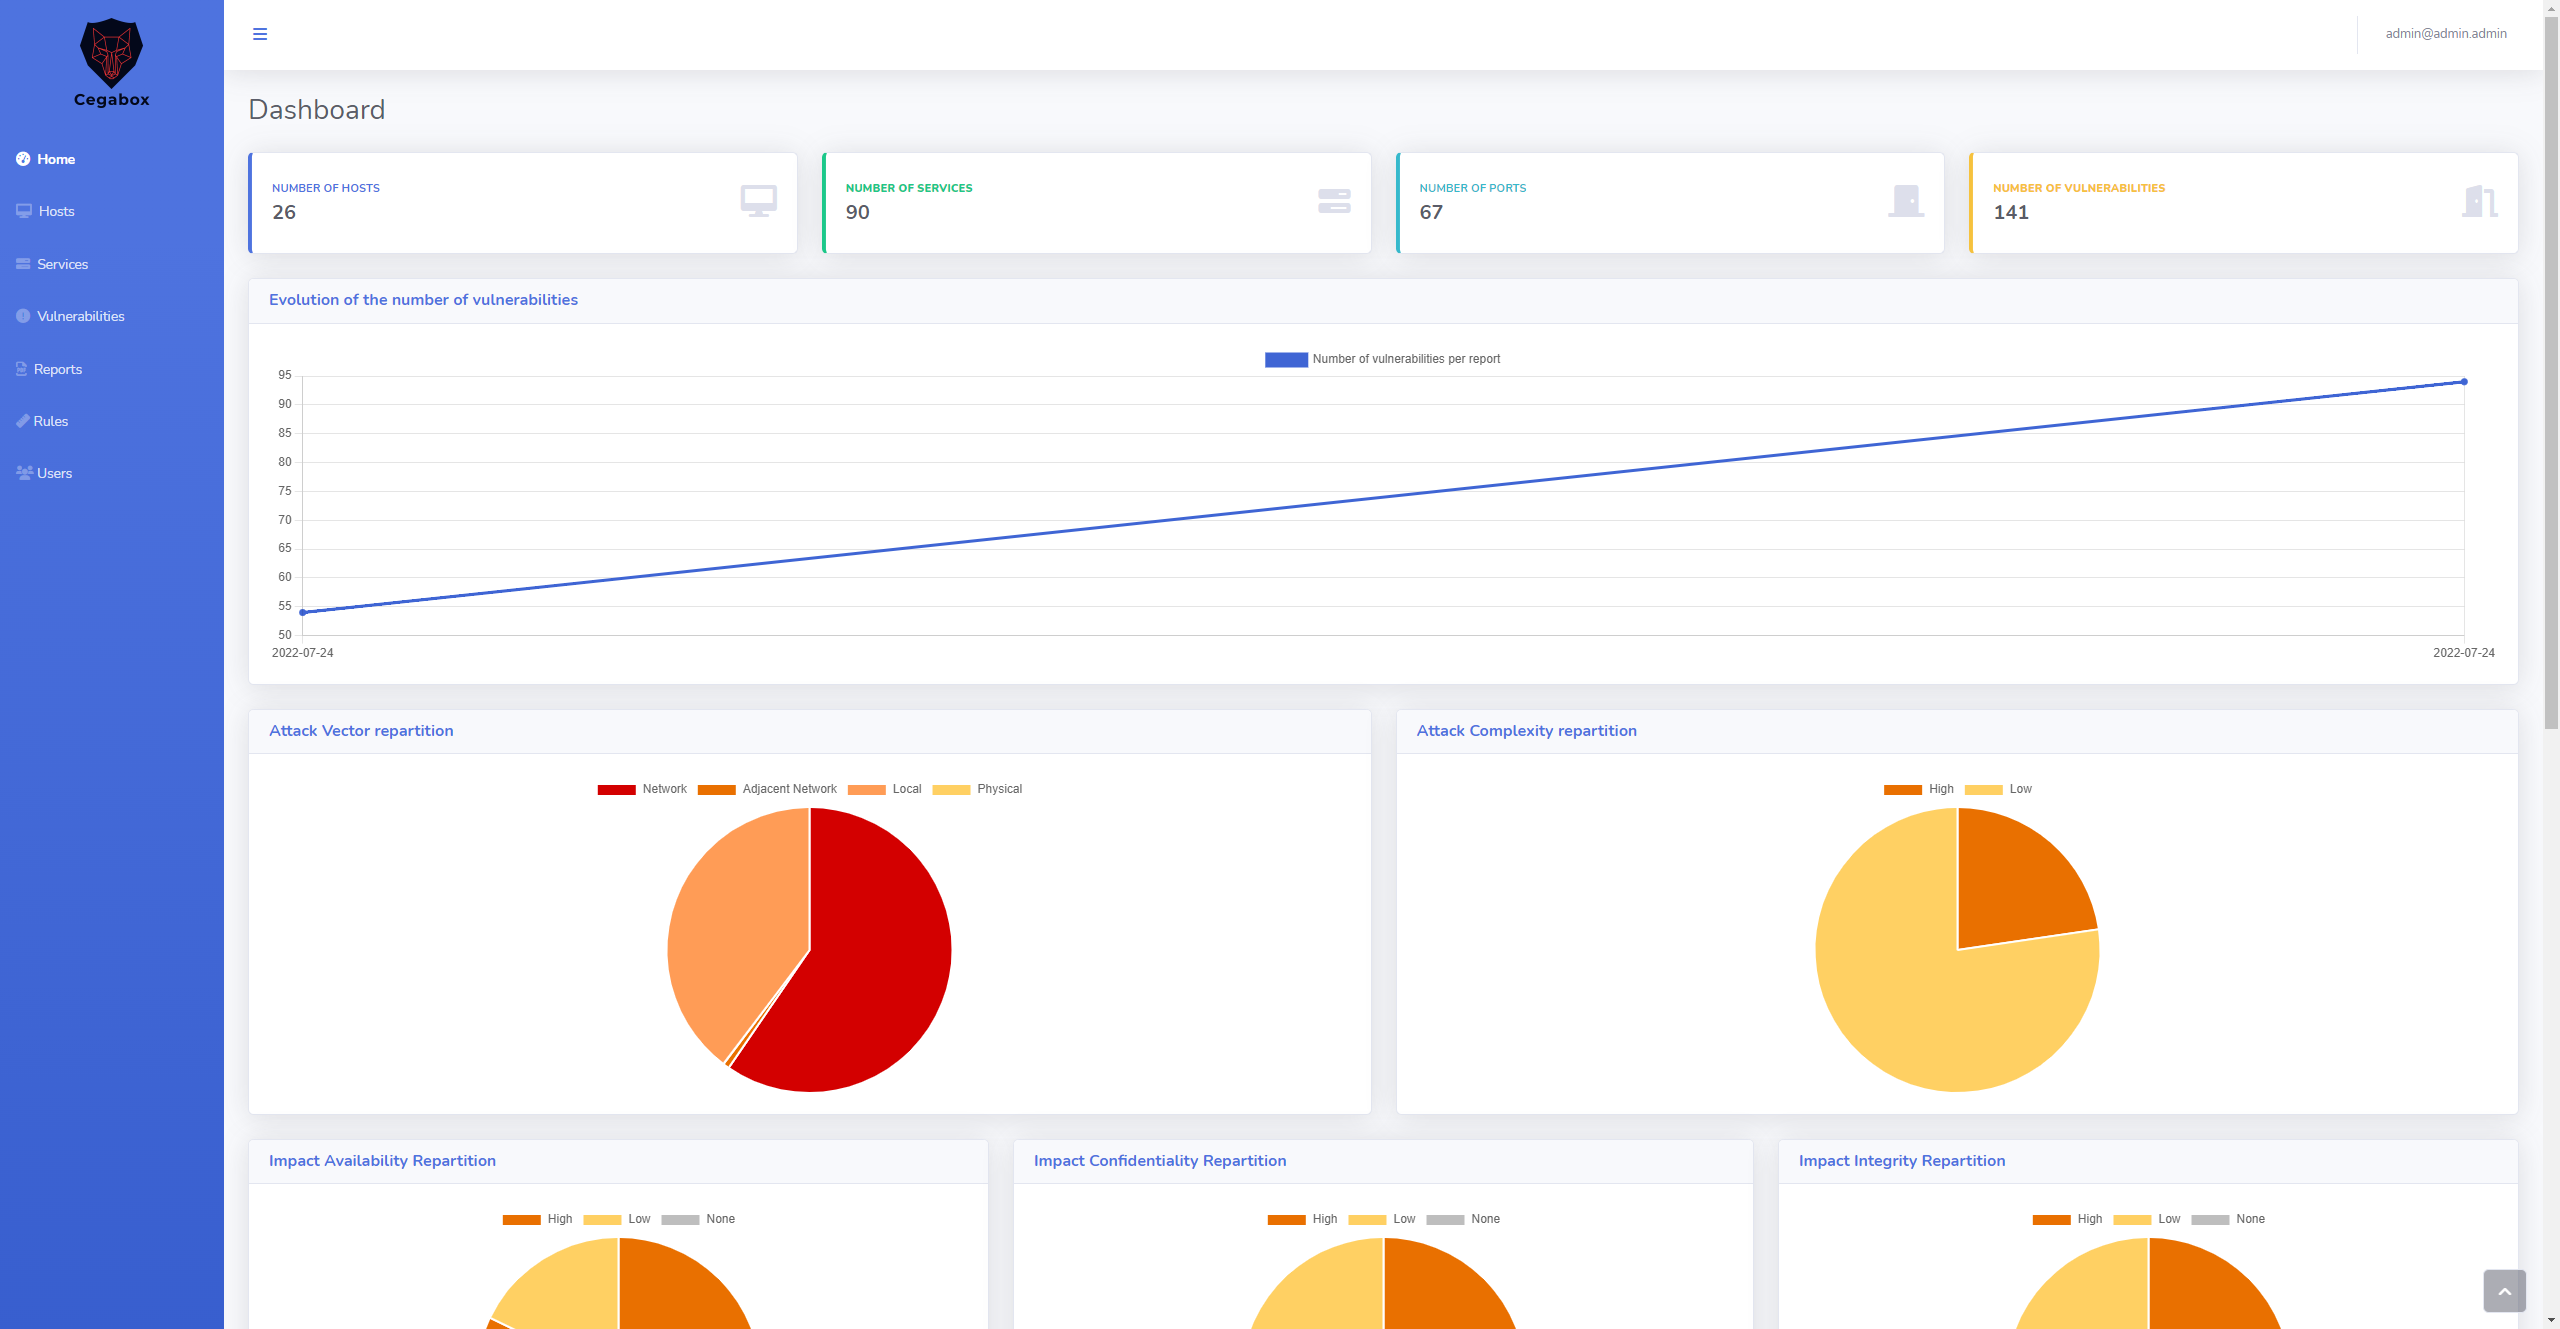 Cegabox
Home
Hosts
Services
Vulnerabilities
Reports
Rules
Users
admin@admin.admin
Dashboard
NUMBER OF HOSTS
26
NUMBER OF SERVICES
90
NUMBER OF PORTS
67
NUMBER OF VULNERABILITIES
141
Evolution of the number of vulnerabilities
Number of vulnerabilities per report
95
90
85
80
75
70
65
60
55
50
2022-07-24 2022-07-24
Attack Vector repartition
Network Adjacent Network Local Physical
Attack Complexity repartition
High Low
Impact Availability Repartition
High Low None
Impact Confidentiality Repartition
High Low None
Impact Integrity Repartition
High Low None